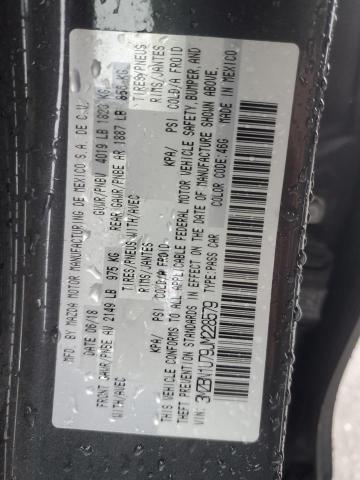 MFD. BY MAZDA MOTOR MANUFACTURING DE MEXICO S.A. DE C.V.
DATE: 06/18 GVWR/PNBV 4019 LB 1823 KG
FRONT GAWR/PNBE AV 2149 LB 975 KG REAR GAWR/PNBE AR 1887 LB 856 KG
WITH/AVEC TIRES/PNEUS WITH/AVEC TIRES/PNEUS
RIMS/JANTES RIMS/JANTES
KPA/ PSI COLD/A FROID KPA/ PSI COLD/A FROID
THIS VEHICLE CONFORMS TO ALL APPLICABLE FEDERAL MOTOR VEHICLE SAFETY, BUMPER, AND
THEFT PREVENTION STANDARDS IN EFFECT ON THE DATE OF MANUFACTURE SHOWN ABOVE.
VIN: TYPE:PASS CAR COLOR CODE:46G MADE IN MEXICO